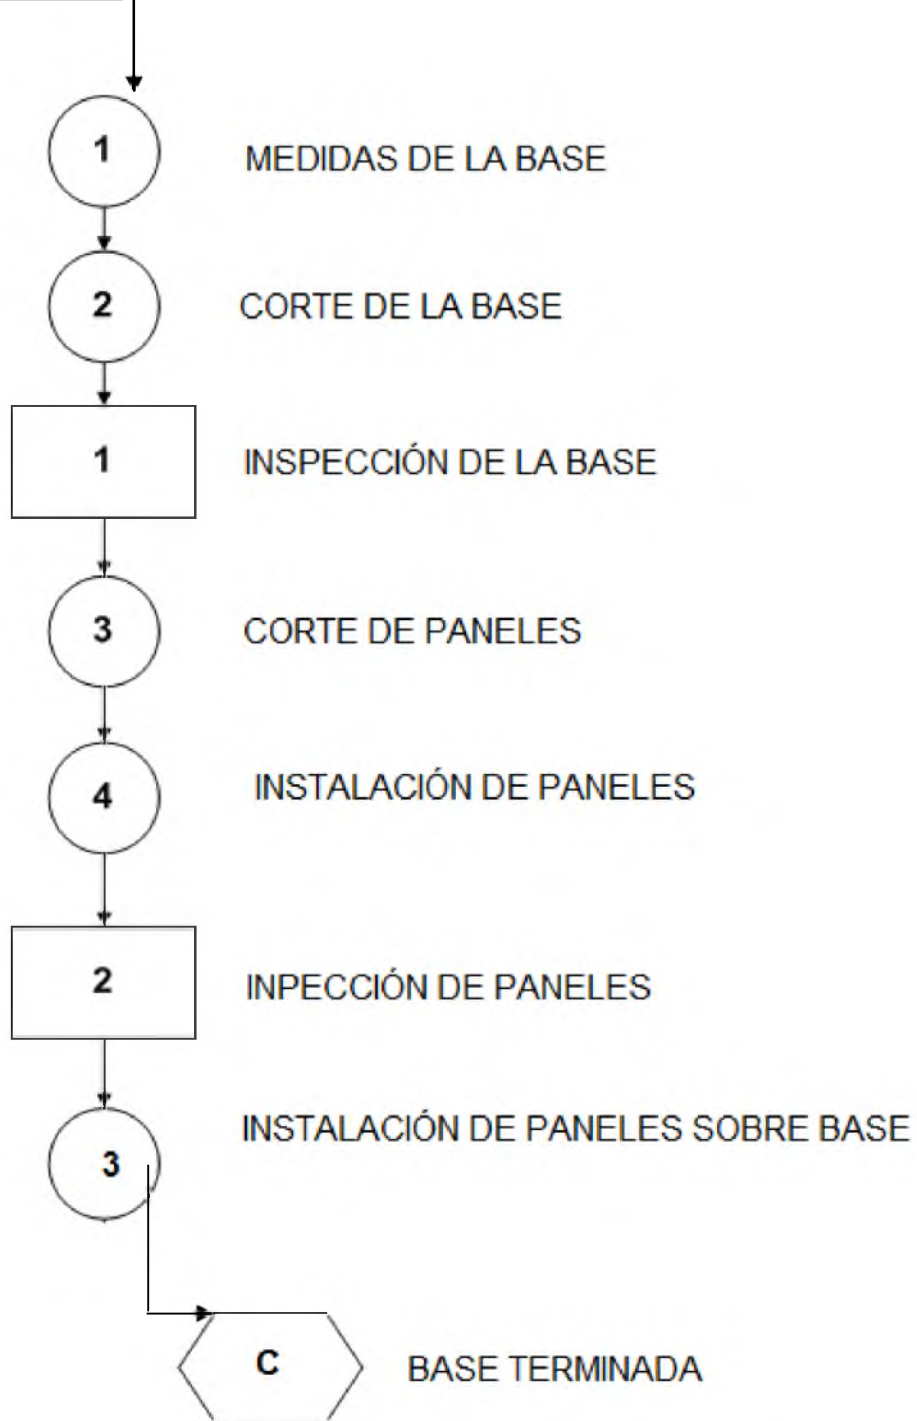 1 MEDIDAS DE LA BASE
2 CORTE DE LA BASE
1 INSPECCIÓN DE LA BASE
3 CORTE DE PANELES
4 INSTALACIÓN DE PANELES
2 INPECCIÓN DE PANELES
3 INSTALACIÓN DE PANELES SOBRE BASE
C BASE TERMINADA